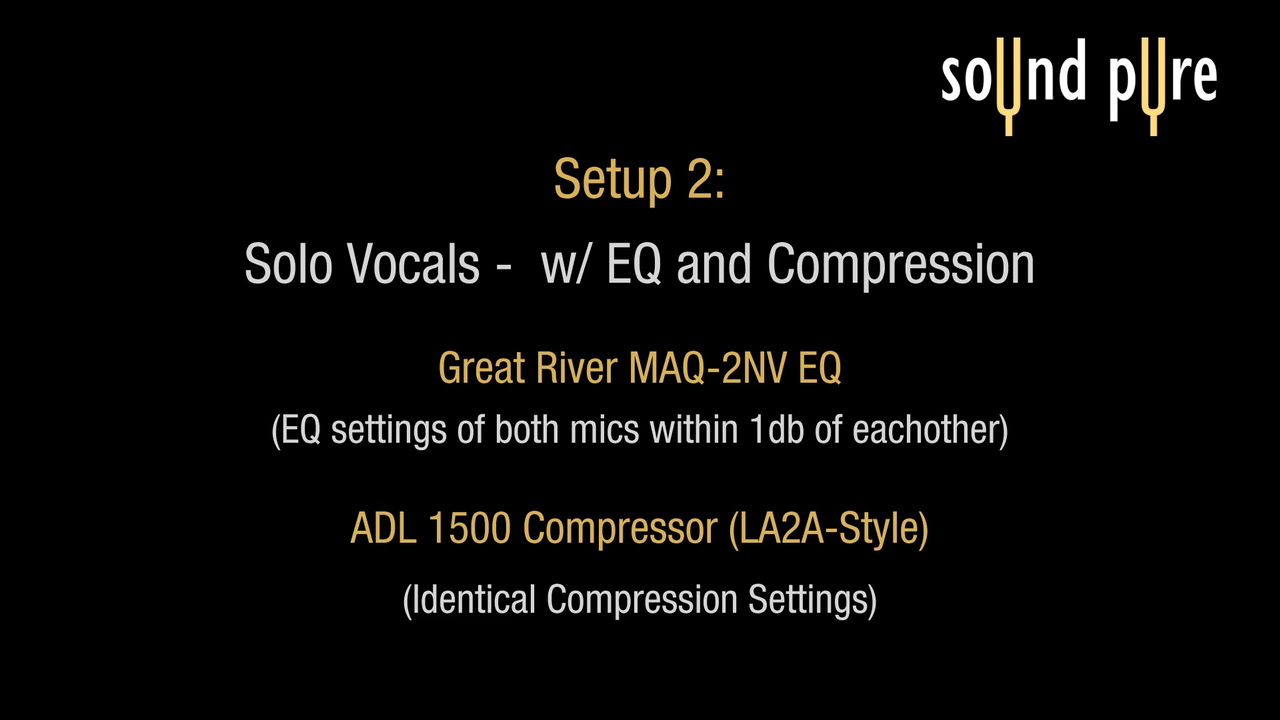 sound pure
Setup 2:
Solo Vocals - w/ EQ and Compression
Great River MAQ-2NV EQ
(EQ settings of both mics within 1db of eachother)
ADL 1500 Compressor (LA2A-Style)
(Identical Compression Settings)